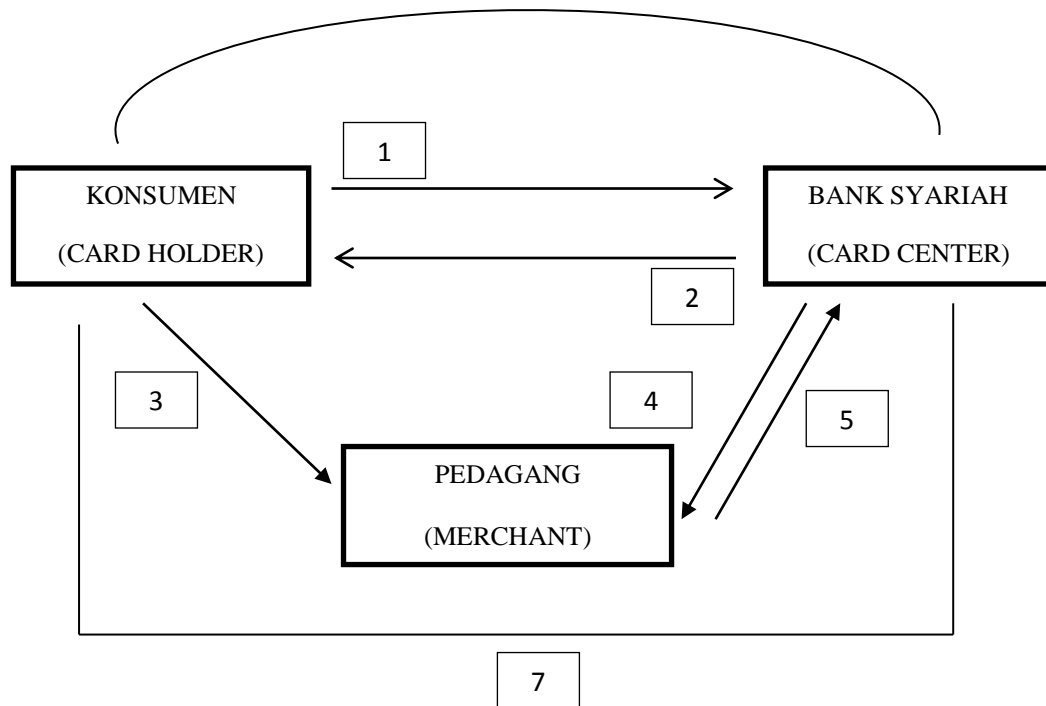 1
KONSUMEN
(CARD HOLDER)
BANK SYARIAH
(CARD CENTER)
2
3
4
5
PEDAGANG
(MERCHANT)
7